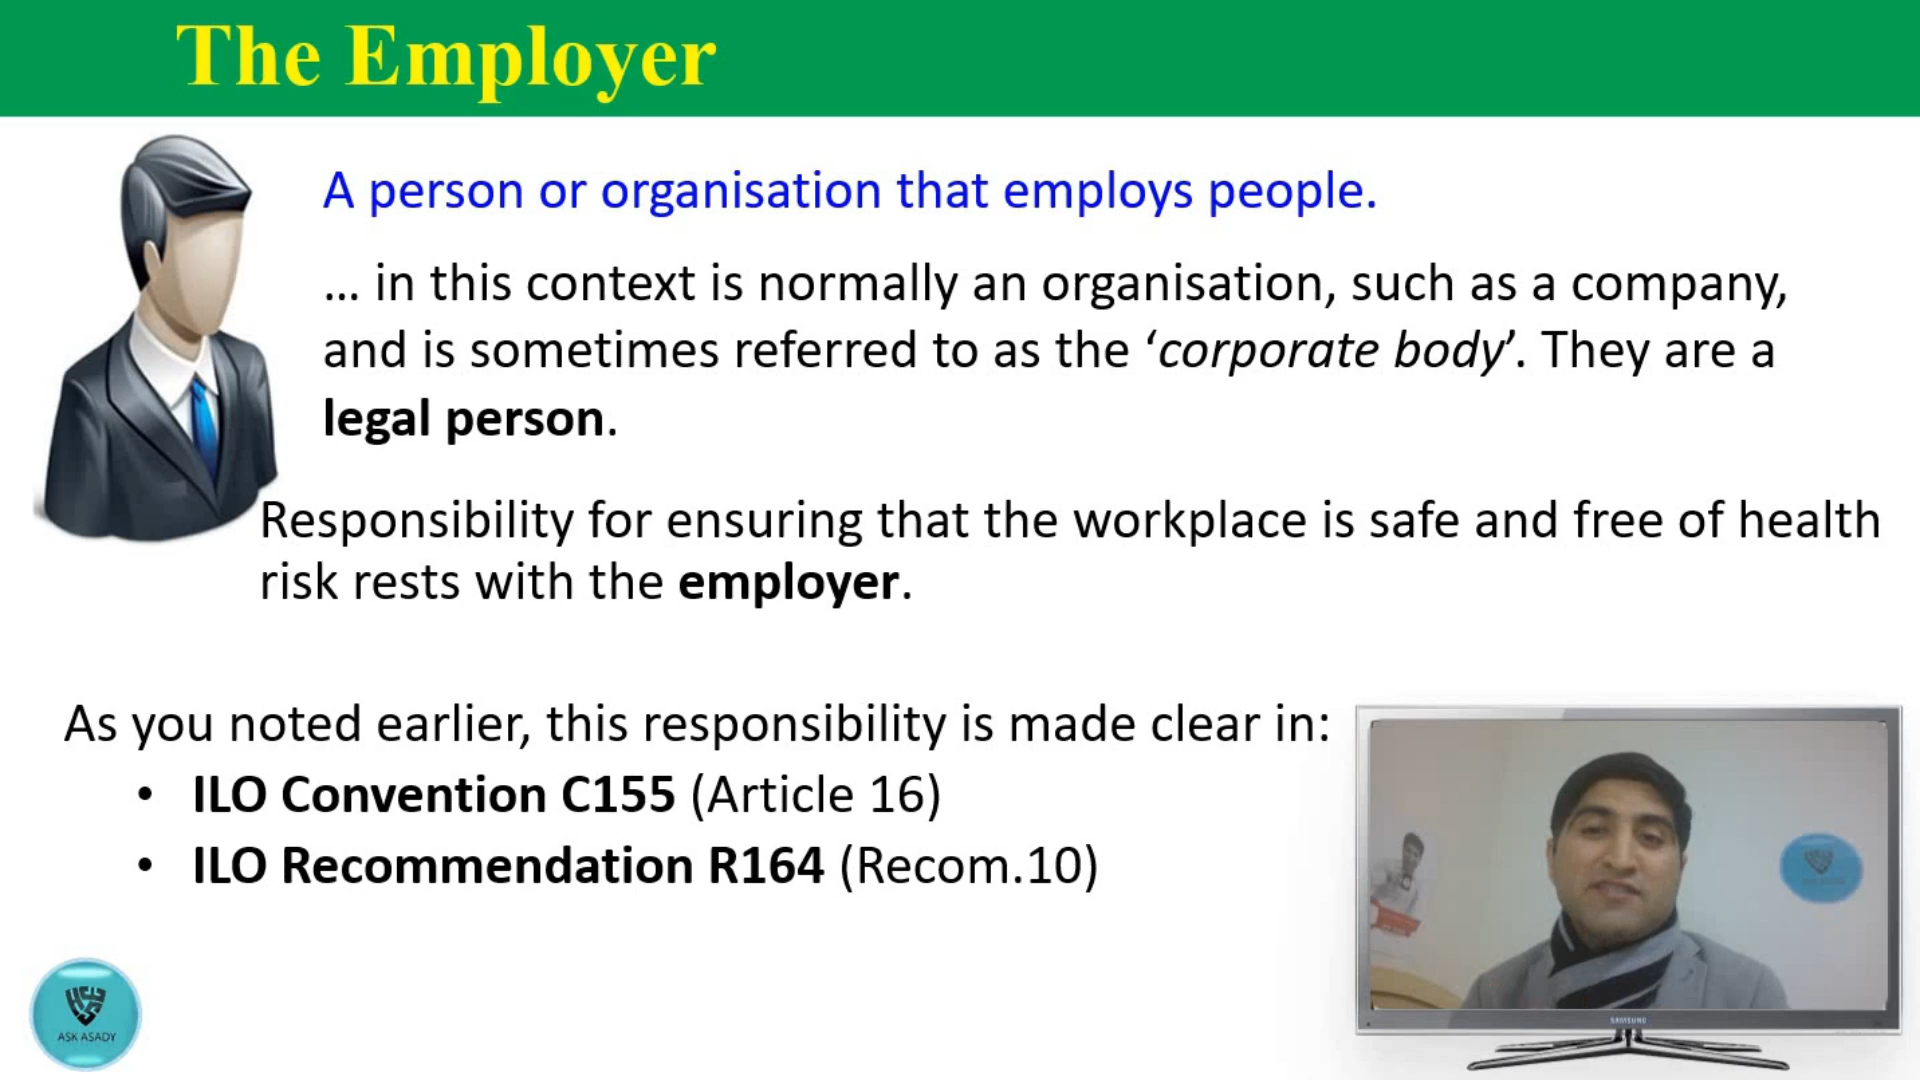 The Employer
A person or organisation that employs people.
... in this context is normally an organisation, such as a company,
and is sometimes referred to as the ‘corporate body’. They are a
legal person.
Responsibility for ensuring that the workplace is safe and free of health
risk rests with the employer.
As you noted earlier, this responsibility is made clear in:
• ILO Convention C155 (Article 16)
• ILO Recommendation R164 (Recom.10)
ASK ASADY
SAMSUNG